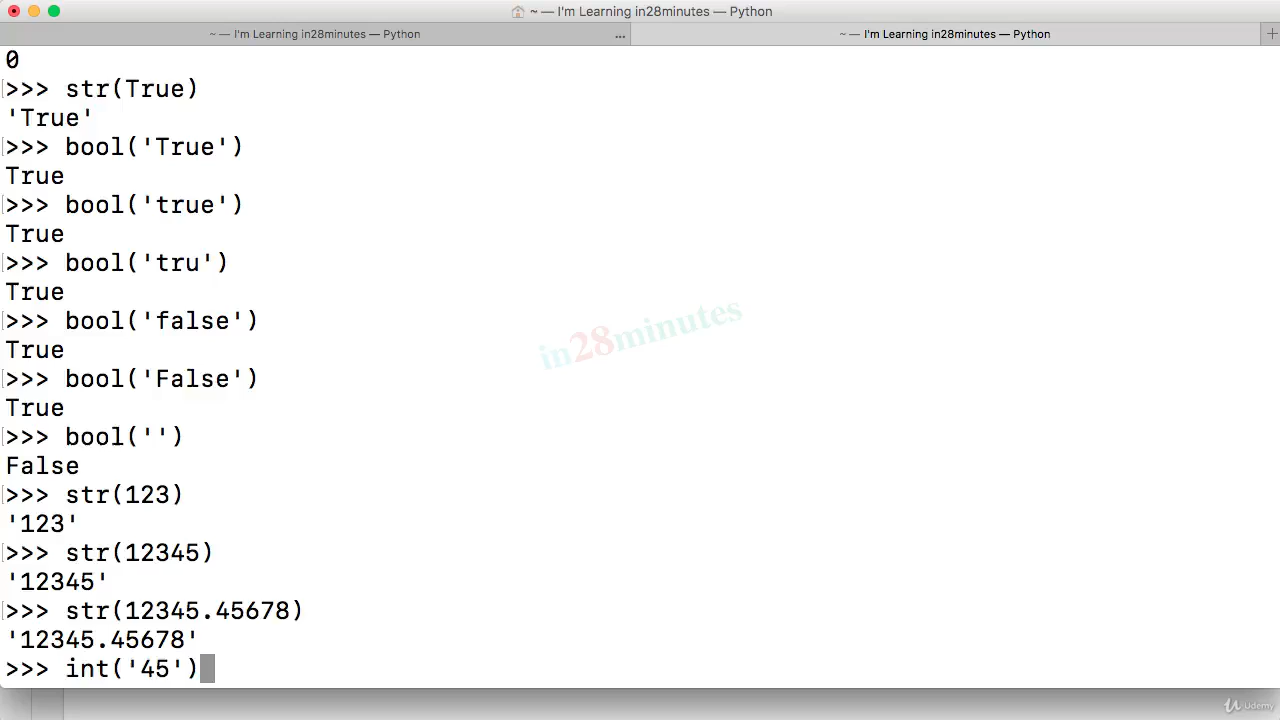 ~ — I'm Learning in28minutes — Python
~ — I'm Learning in28minutes — Python ...
~ — I'm Learning in28minutes — Python +
0
>>> str(True)
'True'
>>> bool('True')
True
>>> bool('true')
True
>>> bool('tru')
True
>>> bool('false')
True
>>> bool('False')
True
>>> bool('')
False
>>> str(123)
'123'
>>> str(12345)
'12345'
>>> str(12345.45678)
'12345.45678'
>>> int('45')
in28minutes
Udemy